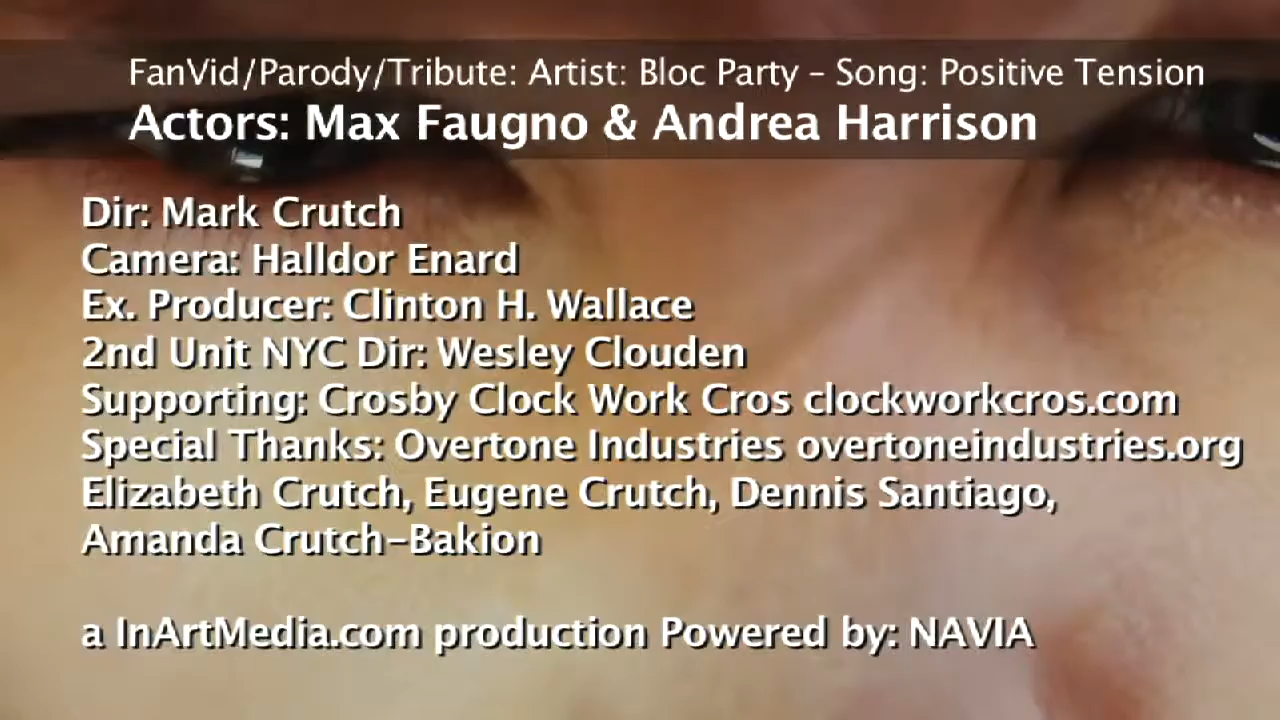 FanVid/Parody/Tribute: Artist: Bloc Party – Song: Positive Tension
Actors: Max Faugno & Andrea Harrison
Dir: Mark Crutch
Camera: Halldor Enard
Ex. Producer: Clinton H. Wallace
2nd Unit NYC Dir: Wesley Clouden
Supporting: Crosby Clock Work Cros clockworkcros.com
Special Thanks: Overtone Industries overtoneindustries.org
Elizabeth Crutch, Eugene Crutch, Dennis Santiago,
Amanda Crutch–Bakion
a InArtMedia.com production Powered by: NAVIA